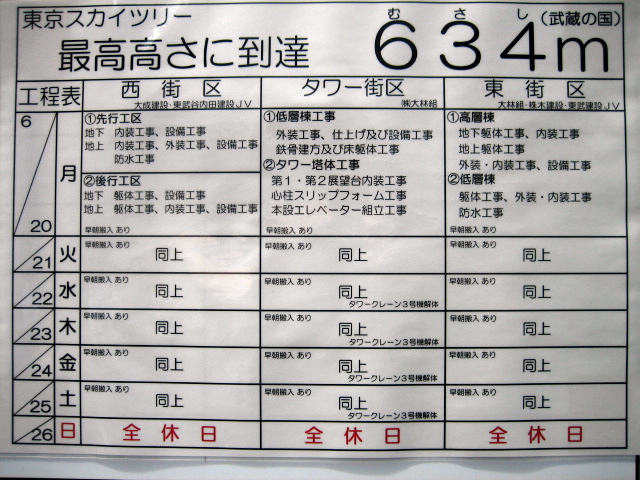 東京スカイツリー
最高高さに到達
む さ し
634m
(武蔵の国)
工程表 西街区 タワー街区 東街区
大成建設・東武谷内田建設JV ㈱大林組 大林組・株木建設・東武建設JV
6 20 月
①先行工区
地下 内装工事、設備工事
地上 内装工事、外装工事、設備工事
防水工事
②後行工区
地下 躯体工事、設備工事
地上 躯体工事、内装工事、設備工事
早朝搬入 あり
①低層棟工事
外装工事、仕上げ及び設備工事
鉄骨建方及び床躯体工事
②タワー塔体工事
第1・第2展望台内装工事
心柱スリップフォーム工事
本設エレベーター組立工事
早朝搬入 あり
①高層棟
地下躯体工事、内装工事
地上躯体工事
外装・内装工事、設備工事
②低層棟
躯体工事、外装・内装工事
防水工事
早朝搬入 あり
21 火 早朝搬入 あり 同上 早朝搬入 あり 同上 早朝搬入 あり 同上
22 水 早朝搬入 あり 同上 早朝搬入 あり 同上 早朝搬入 あり 同上
タワークレーン3号機解体
23 木 早朝搬入 あり 同上 早朝搬入 あり 同上 早朝搬入 あり 同上
タワークレーン3号機解体
24 金 早朝搬入 あり 同上 早朝搬入 あり 同上 早朝搬入 あり 同上
タワークレーン3号機解体
25 土 早朝搬入 あり 同上 早朝搬入 あり 同上 早朝搬入 あり 同上
タワークレーン3号機解体
26 日 全休日 全休日 全休日